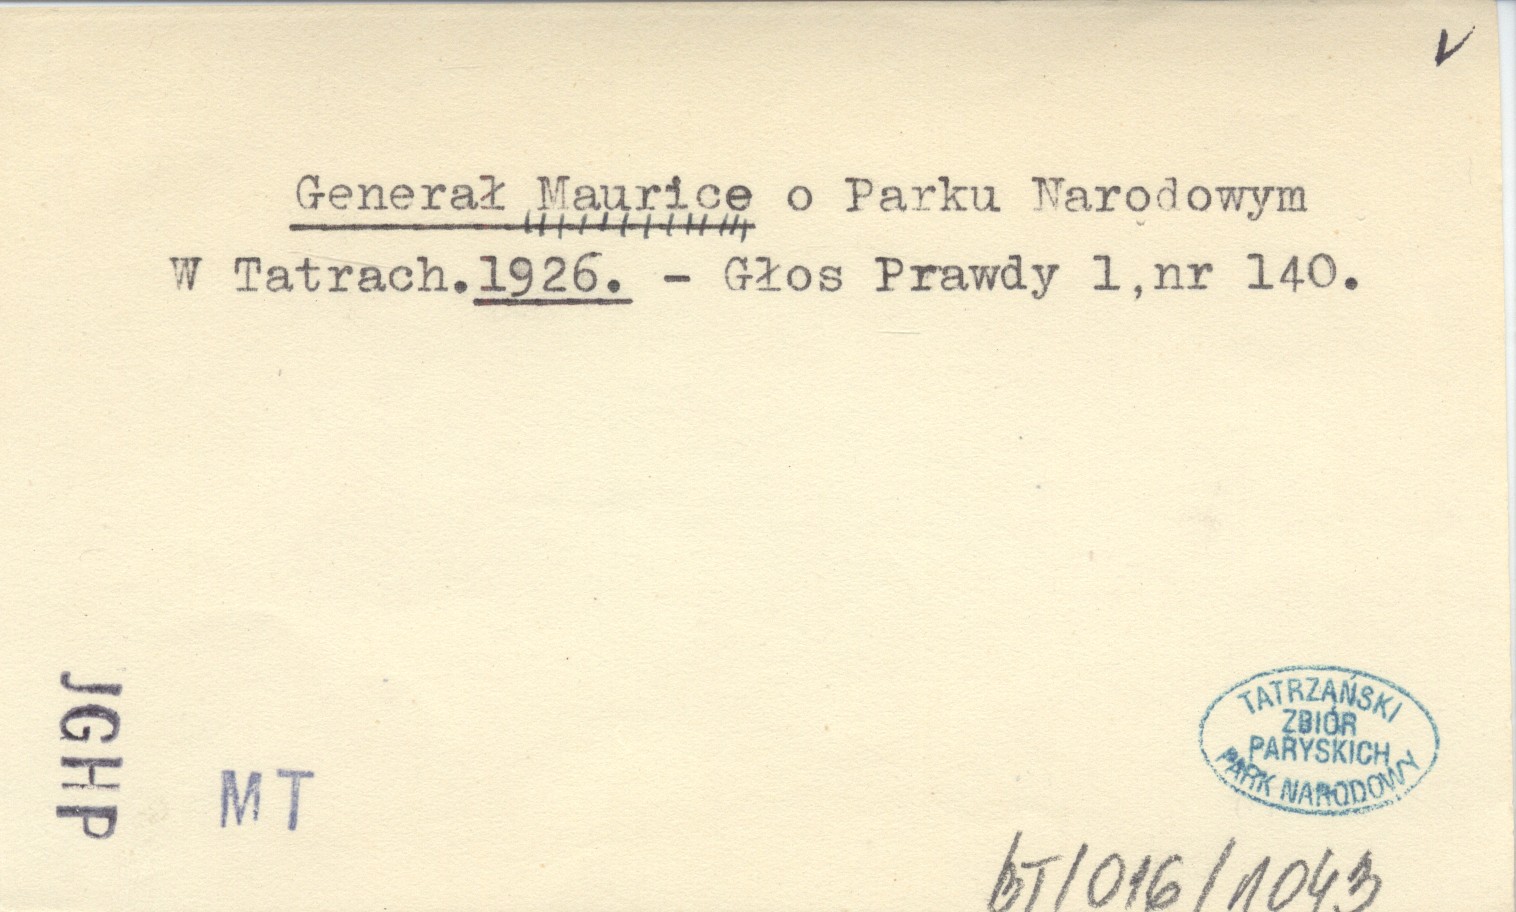 Generał Maurice o Parku Narodowym
W Tatrach.1926. - Głos Prawdy 1,nr 140.
JGHP
MT
TATRZAŃSKI
ZBIÓR
PARYSKICH
PARK NARODOWY
BT/016/1043